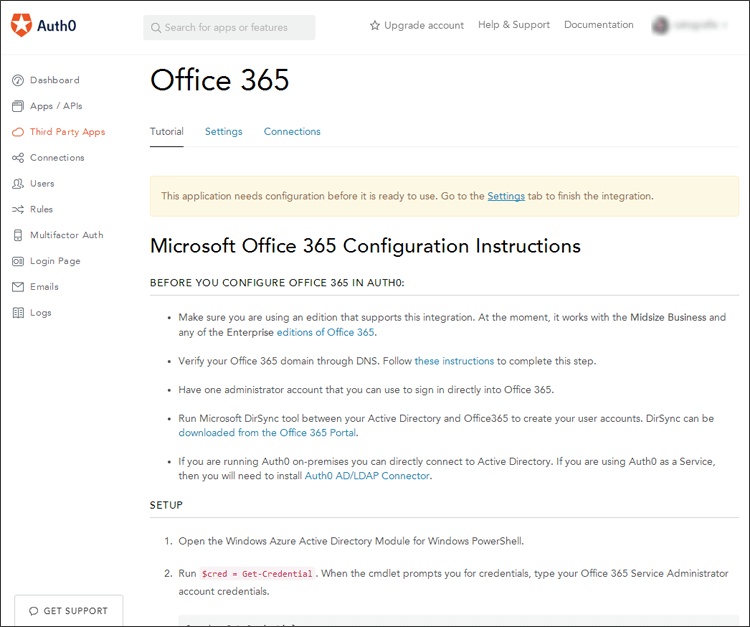 Auth0
Search for apps or features
Upgrade account
Help & Support
Documentation
Dashboard
Apps / APIs
Third Party Apps
Connections
Users
Rules
Multifactor Auth
Login Page
Emails
Logs
GET SUPPORT
Office 365
Tutorial
Settings
Connections
This application needs configuration before it is ready to use. Go to the Settings tab to finish the integration.
Microsoft Office 365 Configuration Instructions
BEFORE YOU CONFIGURE OFFICE 365 IN AUTH0:
• Make sure you are using an edition that supports this integration. At the moment, it works with the Midsize Business and
any of the Enterprise editions of Office 365.
• Verify your Office 365 domain through DNS. Follow these instructions to complete this step.
• Have one administrator account that you can use to sign in directly into Office 365.
• Run Microsoft DirSync tool between your Active Directory and Office365 to create your user accounts. DirSync can be
downloaded from the Office 365 Portal.
• If you are running Auth0 on-premises you can directly connect to Active Directory. If you are using Auth0 as a Service,
then you will need to install Auth0 AD/LDAP Connector.
SETUP
1. Open the Windows Azure Active Directory Module for Windows PowerShell.
2. Run $cred = Get-Credential. When the cmdlet prompts you for credentials, type your Office 365 Service Administrator
account credentials.